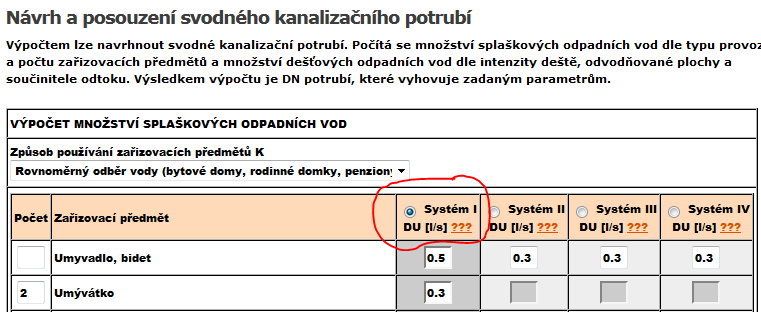 Návrh a posouzení svodného kanalizačního potrubí
Výpočtem lze navrhnout svodné kanalizační potrubí. Počítá se množství splaškových odpadních vod dle typu provoz
a počtu zařizovacích předmětů a množství dešťových odpadních vod dle intenzity deště, odvodňované plochy a
součinitele odtoku. Výsledkem výpočtu je DN potrubí, které vyhovuje zadaným parametrům.
VÝPOČET MNOŽSTVÍ SPLAŠKOVÝCH ODPADNÍCH VOD
Způsob používání zařizovacích předmětů K
Rovnoměrný odběr vody (bytové domy, rodinné domky, penziony
Počet Zařizovací předmět Systém I DU [l/s] ??? Systém II DU [l/s] ??? Systém III DU [l/s] ??? Systém IV DU [l/s] ???
Umyvadlo, bidet 0.5 0.3 0.3 0.3
2 Umývátko 0.3